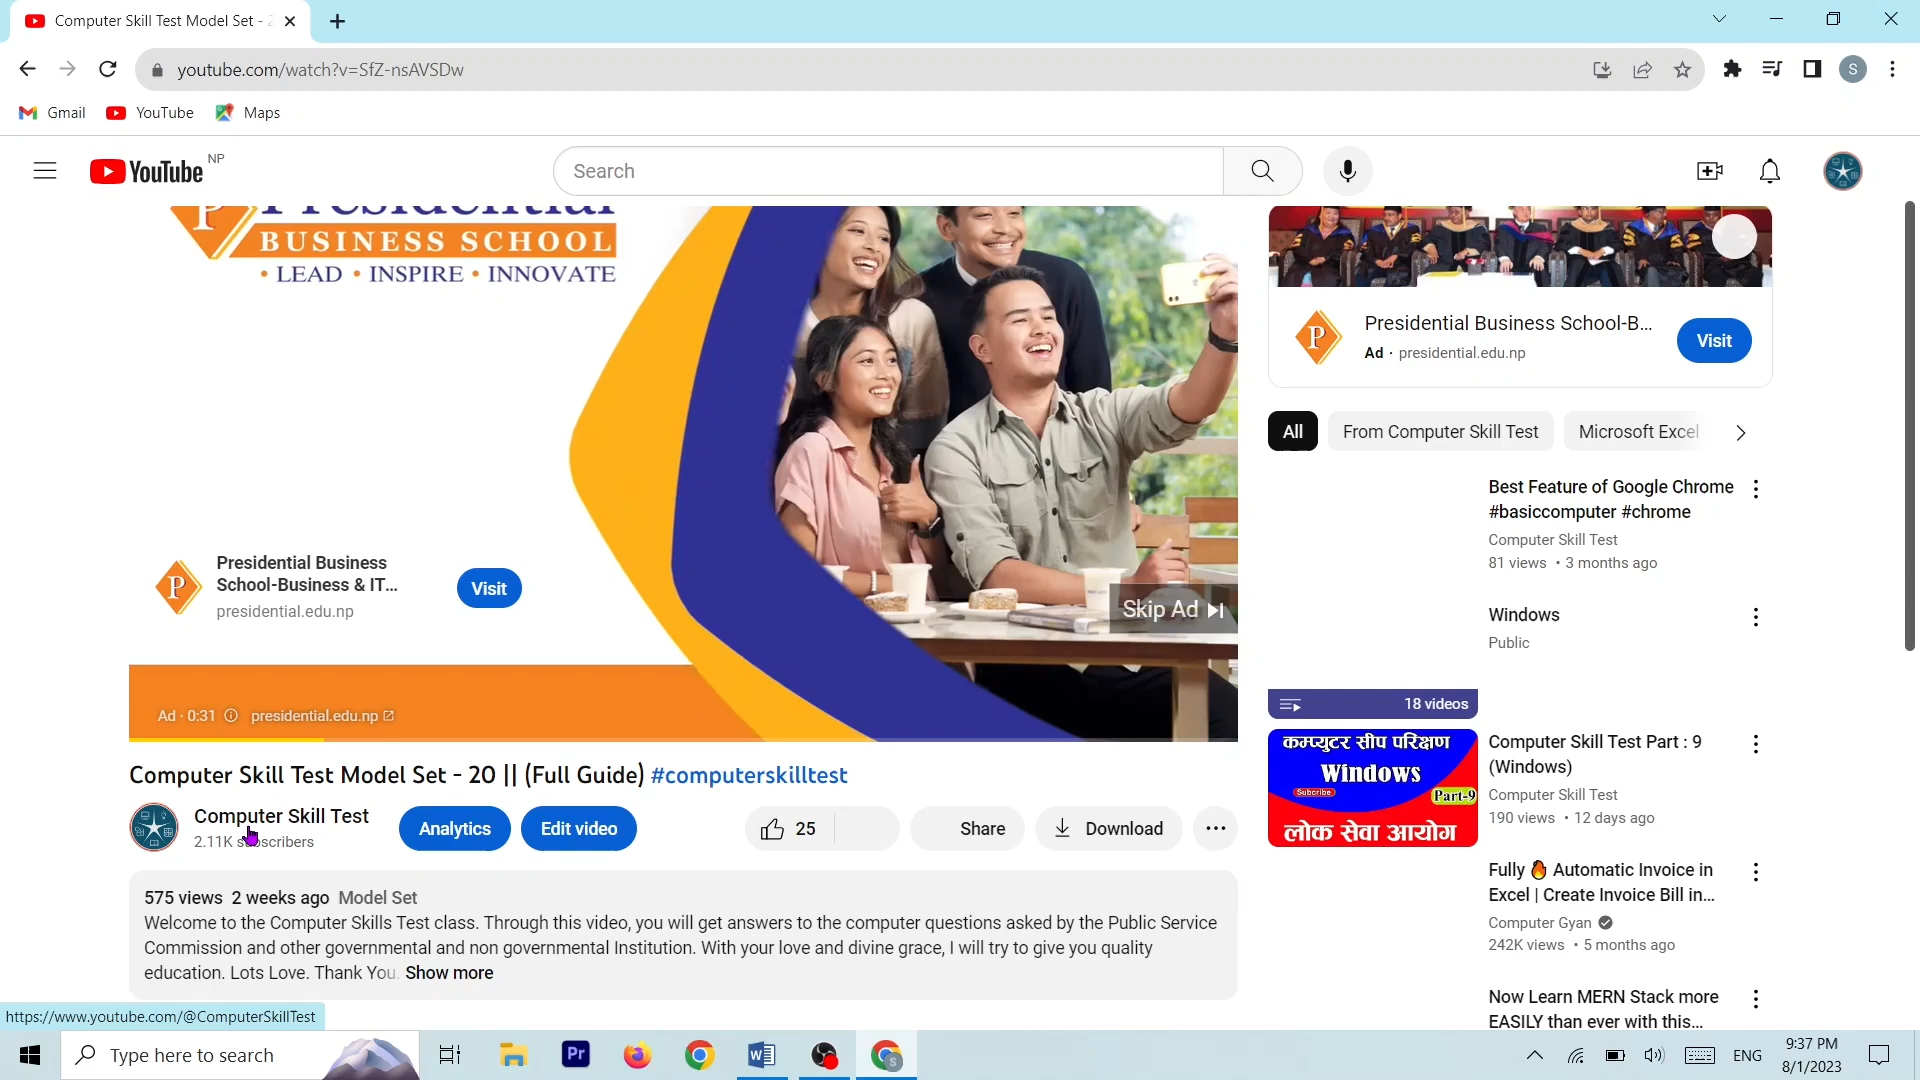 Computer Skill Test Model Set - 2
youtube.com/watch?v=SfZ-nsAVSDw
S
Gmail YouTube Maps
YouTube NP
Search
Presidential
BUSINESS SCHOOL
• LEAD • INSPIRE • INNOVATE
P
Presidential Business
School-Business & IT...
presidential.edu.np
Visit
Skip Ad
Ad · 0:31 presidential.edu.np
Computer Skill Test Model Set - 20 || (Full Guide) #computerskilltest
Computer Skill Test
2.11K subscribers
Analytics
Edit video
25
Share
Download
575 views 2 weeks ago Model Set
Welcome to the Computer Skills Test class. Through this video, you will get answers to the computer questions asked by the Public Service
Commission and other governmental and non governmental Institution. With your love and divine grace, I will try to give you quality
education. Lots Love. Thank You. Show more
P
Presidential Business School-B...
Ad · presidential.edu.np
Visit
All From Computer Skill Test Microsoft Excel
Best Feature of Google Chrome
#basiccomputer #chrome
Computer Skill Test
81 views • 3 months ago
Windows
Public
18 videos
कम्प्युटर सीप परिक्षण
Windows
Subcribe
Part-9
लोक सेवा आयोग
Computer Skill Test Part : 9
(Windows)
Computer Skill Test
190 views • 12 days ago
Fully 🔥 Automatic Invoice in
Excel | Create Invoice Bill in...
Computer Gyan
242K views • 5 months ago
Now Learn MERN Stack more
EASILY than ever with this...
https://www.youtube.com/@ComputerSkillTest
Type here to search
Pr
W
S
ENG
9:37 PM
8/1/2023